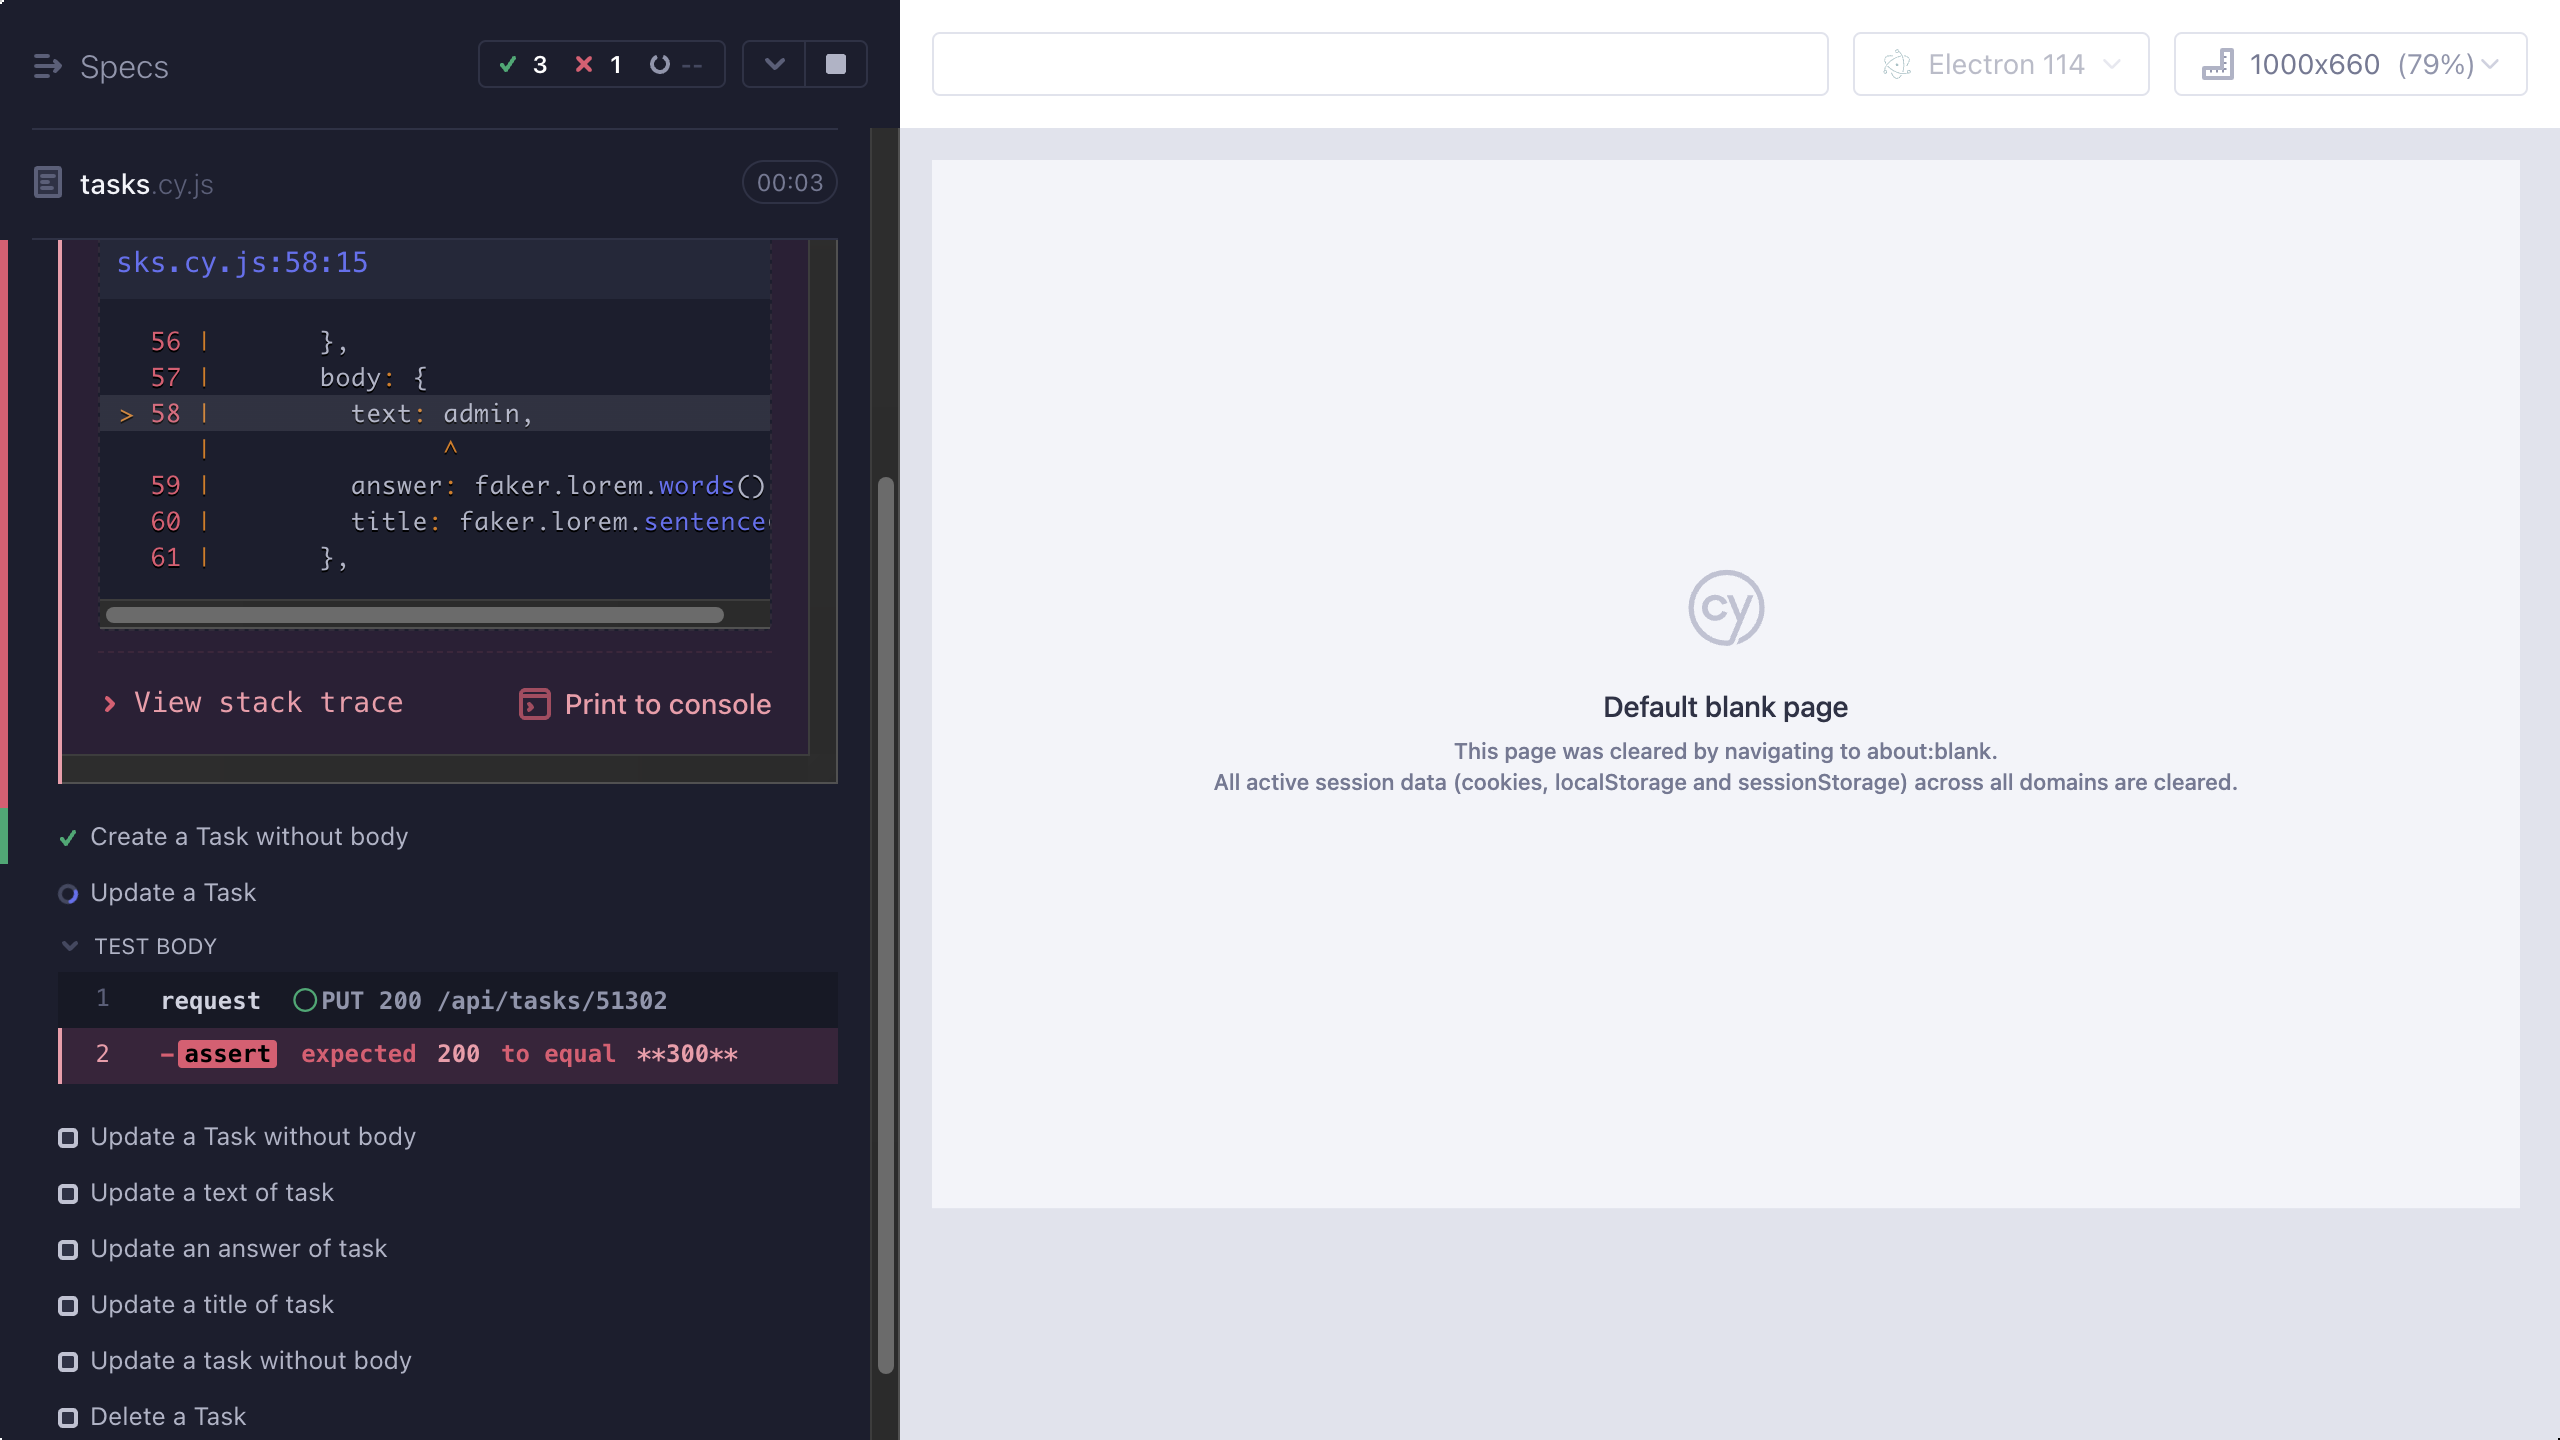 Specs
3 1 --
tasks.cy.js
00:03
sks.cy.js:58:15
56 | },
57 | body: {
> 58 | text: admin,
| ^
59 | answer: faker.lorem.words()
60 | title: faker.lorem.sentence(
61 | },
View stack trace
Print to console
Create a Task without body
Update a Task
TEST BODY
1 request PUT 200 /api/tasks/51302
2 -assert expected 200 to equal **300**
Update a Task without body
Update a text of task
Update an answer of task
Update a title of task
Update a task without body
Delete a Task
Electron 114
1000x660 (79%)
cy
Default blank page
This page was cleared by navigating to about:blank.
All active session data (cookies, localStorage and sessionStorage) across all domains are cleared.